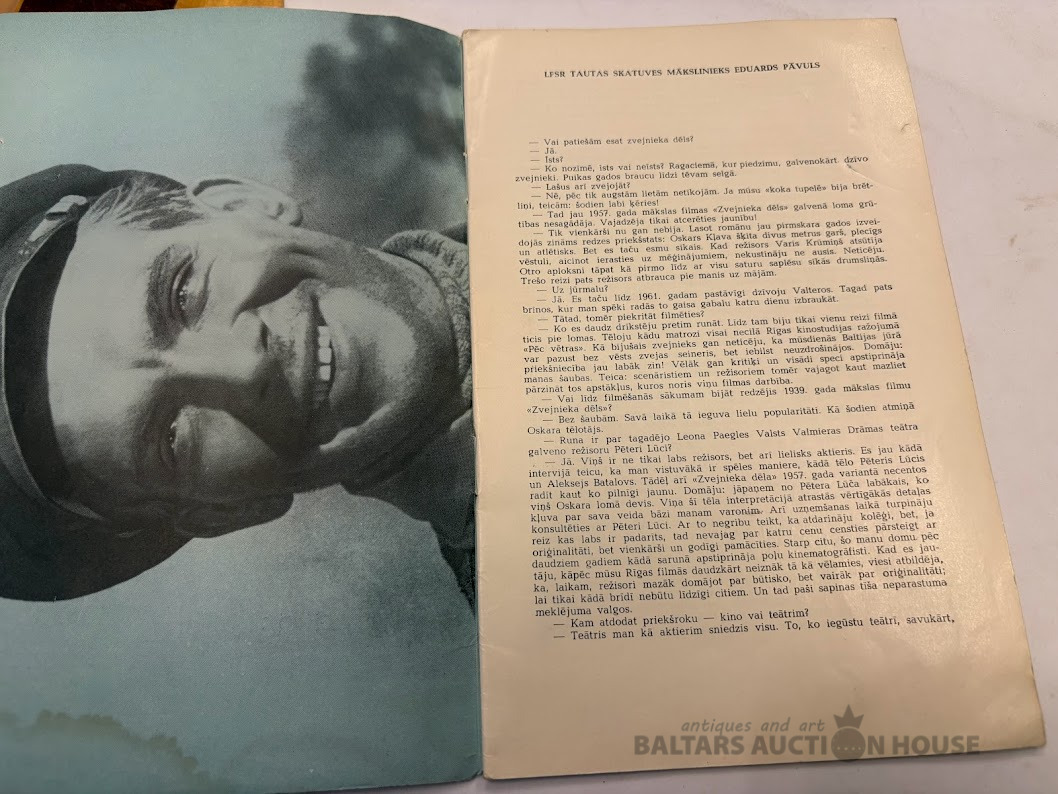 LPSR TAUTAS SKATUVES MĀKSLINIEKS EDUARDS PĀVULS
— Vai patiešām esat zvejnieka dēls?
— Jā.
— Ists?
— Ko nozīmē, ists vai neīsts? Ragaciemā, kur piedzimu, galvenokārt dzīvo
zvejnieki. Puikas gados braucu līdzi tēvam selgā.
— Lašus arī zvejojāt?
— Nē, pēc tik augstām lietām netīkojām. Ja mūsu «koka tupelē» bija brēt-
liņi, teicām: šodien labi ķēries!
— Tad jau 1957. gada mākslas filmas «Zvejnieka dēls» galvenā loma grū-
tības nesagādāja. Vajadzēja tikai atcerēties jaunību!
— Tik vienkārši nu gan nebija. Lasot romānu jau pirmskara gados izvei-
dojās zināms redzes priekšstats: Oskars Kļava šķita divus metrus garš, plecīgs
un atlētisks. Bet es taču esmu sīkais. Kad režisors Varis Krūmiņš atsūtīja
vēstuli, aicinot ierasties uz mēģinājumiem, nekustināju ne ausis. Neticēju.
Otro aploksni tāpat kā pirmo līdz ar visu saturu saplēsu sīkās drumslinās.
Trešo reizi pats režisors atbrauca pie manis uz mājām.
— Uz Jūrmalu?
— Jā. Es taču līdz 1961. gadam pastāvīgi dzīvoju Valteros. Tagad pats
brīnos, kur man spēki radās to gaisa gabalu katru dienu izbraukāt.
— Tātad, tomēr piekritāt filmēties?
— Ko es daudz drīkstēju pretim runāt. Līdz tam biju tikai vienu reizi filmā
ticis pie lomas. Tēloju kādu matrozi visai necilā Rīgas kinostudijas ražojumā
«Pēc vētras». Kā bijušais zvejnieks gan neticēju, ka mūsdienās Baltijas jūrā
var pazust bez vēsts zvejas seineris, bet iebilst neuzdrošinājos. Domāju:
priekšniecība jau labāk zin! Vēlāk gan kritiķi un visādi speci apstiprināja
manas šaubas. Teica: scenāristiem un režisoriem tomēr vajagot kaut mazliet
pārzināt tos apstākļus, kuros noris viņu filmas darbība.
— Vai līdz filmēšanās sākumam bijāt redzējis 1939. gada mākslas filmu
«Zvejnieka dēls»?
— Bez šaubām. Savā laikā tā ieguva lielu popularitāti. Kā šodien atmiņā
Oskara tēlotājs.
— Runa ir par tagadējo Leona Paegles Valsts Valmieras Drāmas teātra
galveno režisoru Pēteri Lūci?
— Jā. Viņš ir ne tikai labs režisors, bet arī lielisks aktieris. Es jau kādā
intervijā teicu, ka man vistuvākā ir spēles maniere, kādā tēlo Pēteris Lūcis
un Aleksejs Batalovs. Tādēļ arī «Zvejnieka dēla» 1957. gada variantā necentos
radīt kaut ko pilnīgi jaunu. Domāju: jāpaņem no Pētera Lūča labākais, ko
viņš Oskara lomā devis. Viņa šī tēla interpretācijā atrastās vērtīgākās detaļas
kļuva par sava veida bāzi manam varonim. Arī uzņemšanas laikā turpināju
konsultēties ar Pēteri Lūci. Ar to negribu teikt, ka atdarināju kolēģi, bet, ja
reiz kas labs ir padarīts, tad nevajag par katru cenu censties pārsteigt ar
oriģinalitāti, bet vienkārši un godīgi pamācīties. Starp citu, šo manu domu pēc
daudziem gadiem kādā sarunā apstiprināja poļu kinematogrāfisti. Kad es jau-
tāju, kāpēc mūsu Rīgas filmās daudzkārt neiznāk tā kā vēlamies, viesi atbildēja,
ka, laikam, režisori mazāk domājot par būtisko, bet vairāk par oriģinalitāti;
lai tikai kādā brīdī nebūtu līdzīgi citiem. Un tad paši sapinas tīša neparastuma
meklējuma valgos.
— Kam atdodat priekšroku — kino vai teātrim?
— Teātris man kā aktierim sniedzis visu. To, ko iegūstu teātrī, savukārt,
antiques and art
BALTARS AUCTION HOUSE